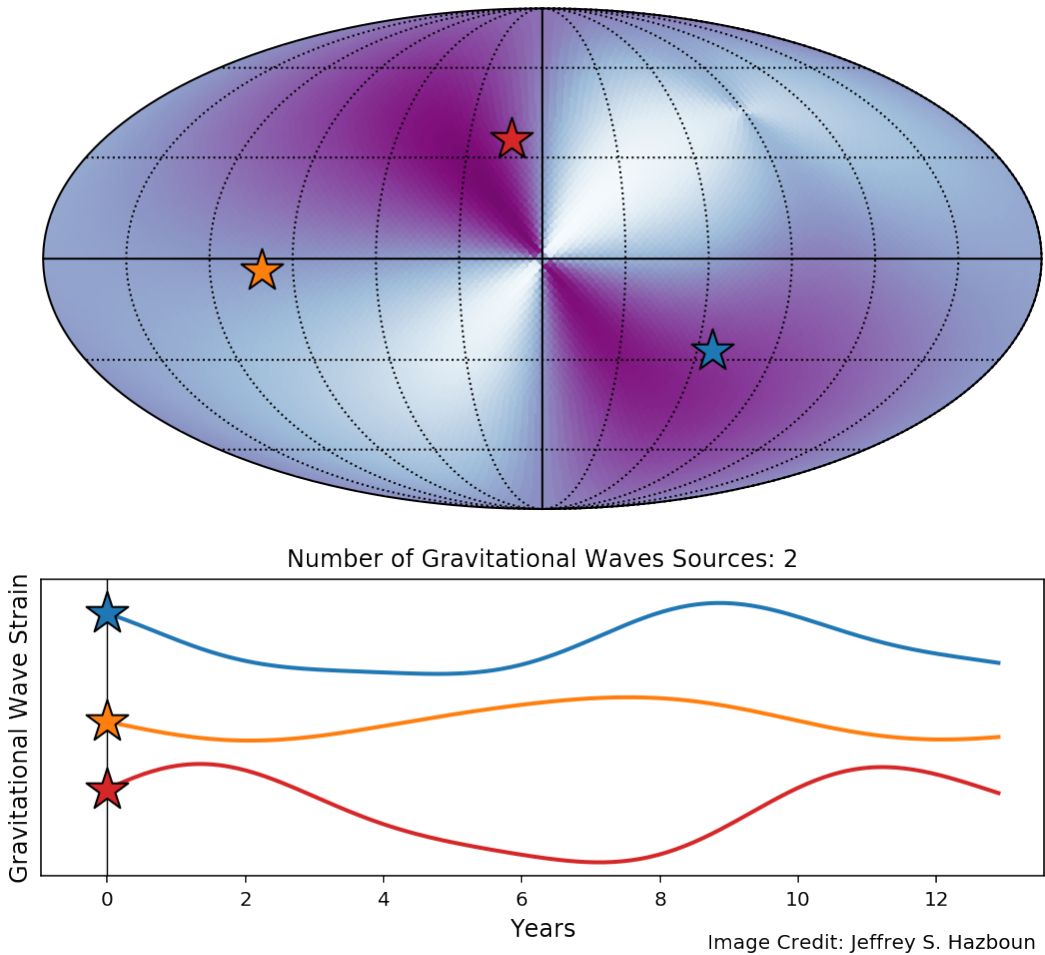 Number of Gravitational Waves Sources: 2
Gravitational Wave Strain
0 2 4 6 8 10 12
Years
Image Credit: Jeffrey S. Hazboun